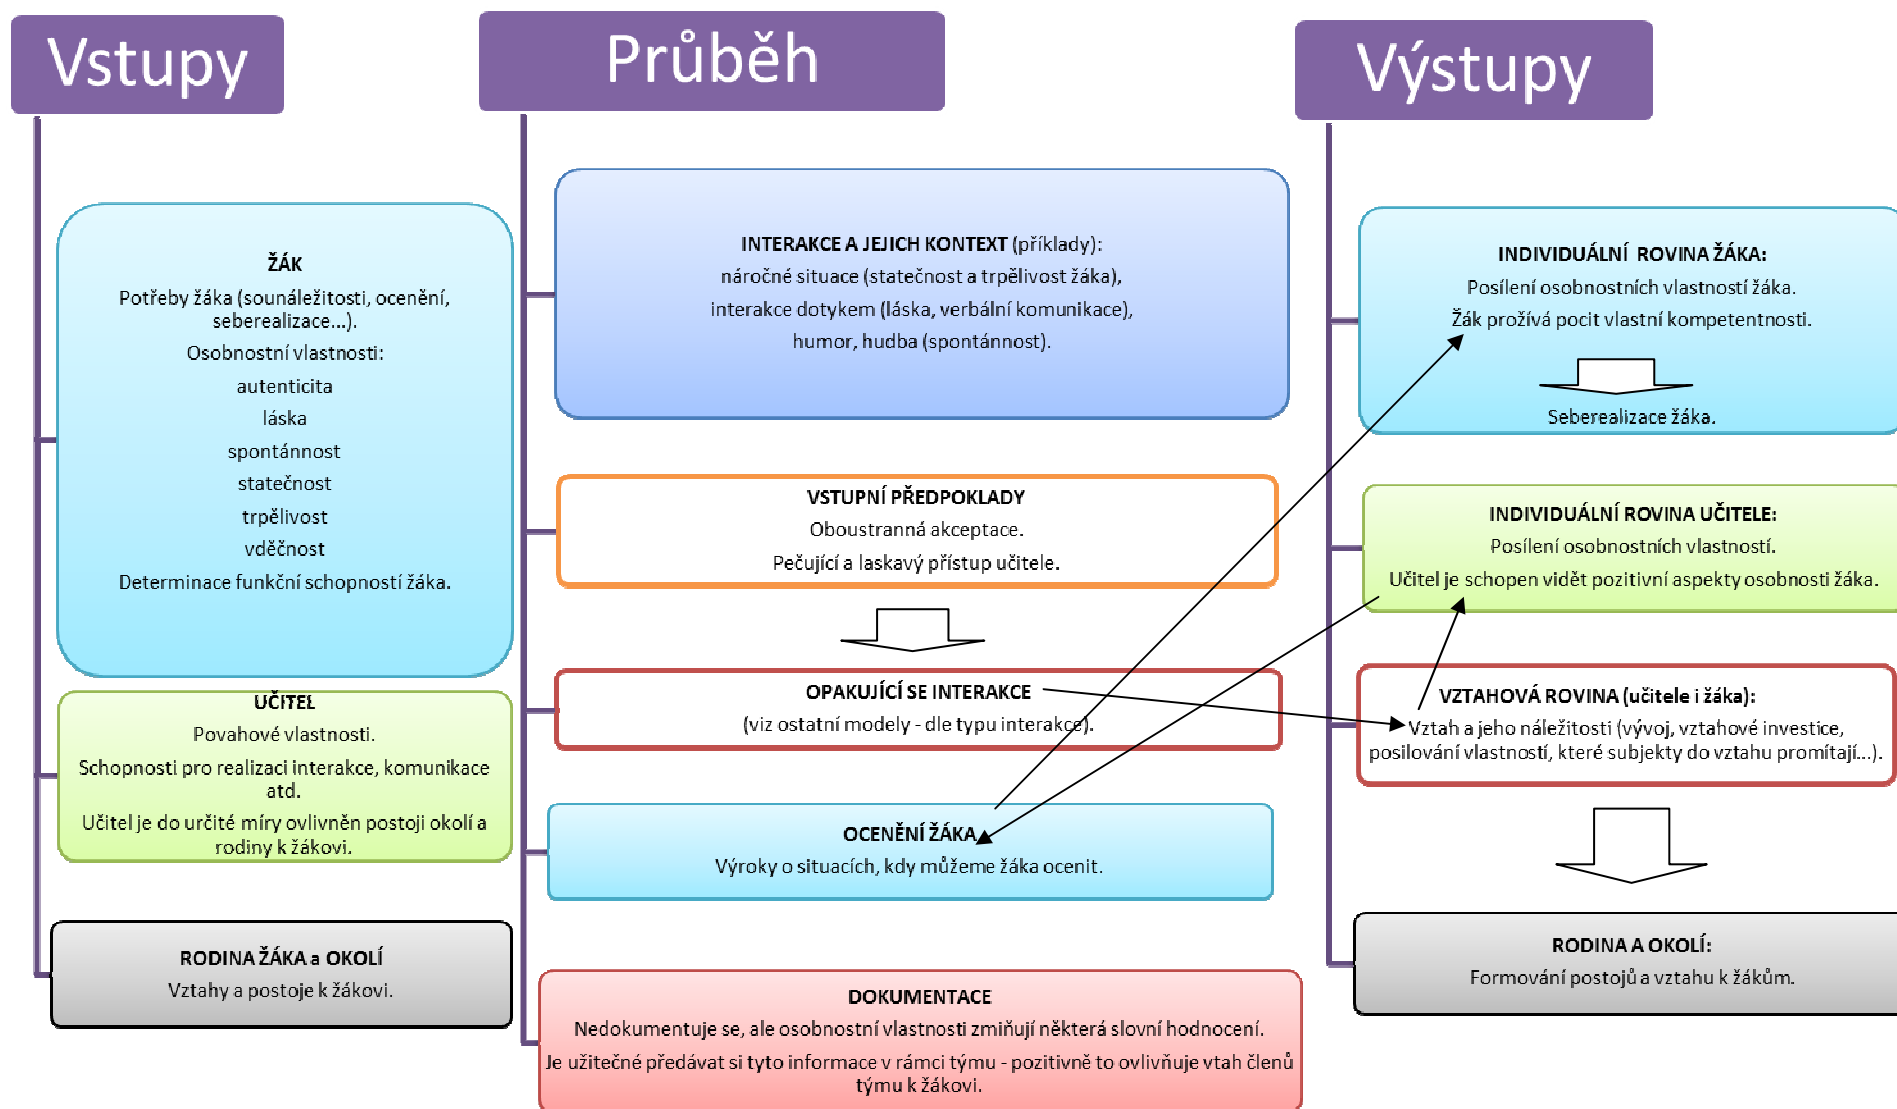 Vstupy
ŽÁK
Potřeby žáka (sounáležitosti, ocenění,
seberealizace...).
Osobnostní vlastnosti:
autenticita
láska
spontánnost
statečnost
trpělivost
vděčnost
Determinace funkční schopností žáka.
UČITEL
Povahové vlastnosti.
Schopnosti pro realizaci interakce, komunikace
atd.
Učitel je do určité míry ovlivněn postoji okolí a
rodiny k žákovi.
RODINA ŽÁKA a OKOLÍ
Vztahy a postoje k žákovi.
Průběh
INTERAKCE A JEJICH KONTEXT (příklady):
náročné situace (statečnost a trpělivost žáka),
interakce dotykem (láska, verbální komunikace),
humor, hudba (spontánnost).
VSTUPNÍ PŘEDPOKLADY
Oboustranná akceptace.
Pečující a laskavý přístup učitele.
OPAKUJÍCÍ SE INTERAKCE
(viz ostatní modely - dle typu interakce).
OCENĚNÍ ŽÁKA
Výroky o situacích, kdy můžeme žáka ocenit.
DOKUMENTACE
Nedokumentuje se, ale osobnostní vlastnosti zmiňují některá slovní hodnocení.
Je užitečné předávat si tyto informace v rámci týmu - pozitivně to ovlivňuje vtah členů
týmu k žákovi.
Výstupy
INDIVIDUÁLNÍ ROVINA ŽÁKA:
Posílení osobnostních vlastností žáka.
Žák prožívá pocit vlastní kompetentnosti.
Seberealizace žáka.
INDIVIDUÁLNÍ ROVINA UČITELE:
Posílení osobnostních vlastností.
Učitel je schopen vidět pozitivní aspekty osobnosti žáka.
VZTAHOVÁ ROVINA (učitele i žáka):
Vztah a jeho náležitosti (vývoj, vztahové investice,
posilování vlastností, které subjekty do vztahu promítají...).
RODINA A OKOLÍ:
Formování postojů a vztahu k žákům.